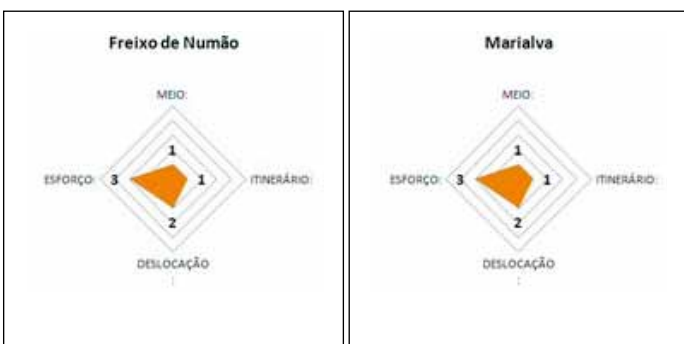 Freixo de Numão
MEIO:
1
ESFORÇO: 3 1 ITINERÁRIO:
2
DESLOCAÇÃO
:
Marialva
MEIO:
1
ESFORÇO: 3 1 ITINERÁRIO:
2
DESLOCAÇÃO
: